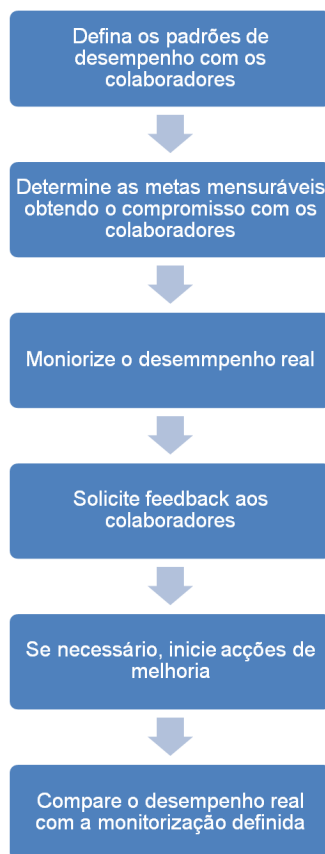 Defina os padrões de
desempenho com os
colaboradores
Determine as metas mensuráveis
obtendo o compromisso com os
colaboradores
Moniorize o desemmpenho real
Solicite feedback aos
colaboradores
Se necessário, inicie acções de
melhoria
Compare o desempenho real
com a monitorização definida